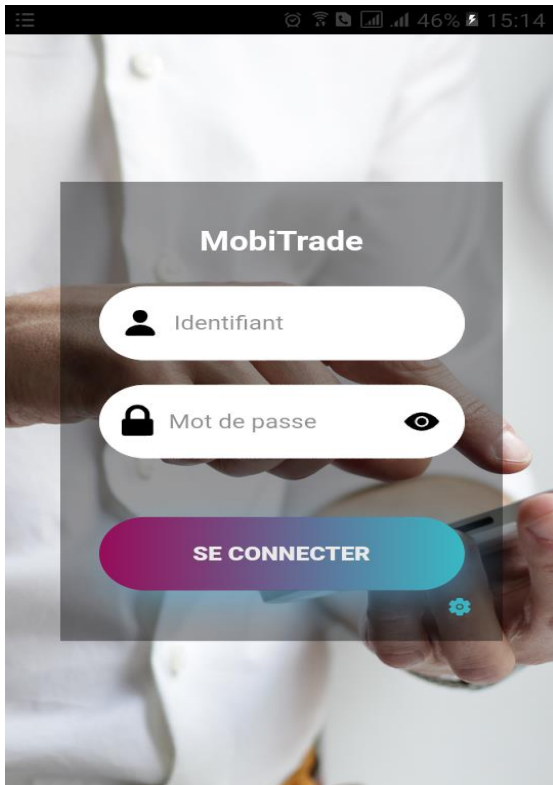 46% 15:14
MobiTrade
Identifiant
Mot de passe
SE CONNECTER